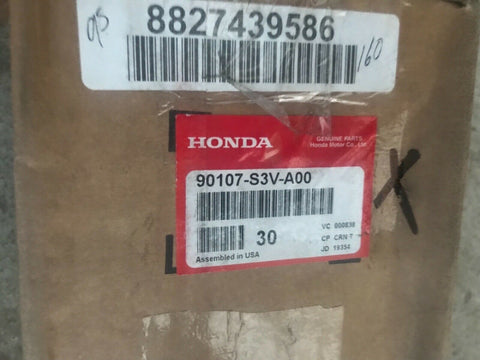 8827439586
160
HONDA
GENUINE PARTS
Honda Motor Co., Ltd.
90107-S3V-A00
30
VC 000838
CP CRN 7
JD 19354
Assembled in USA
X